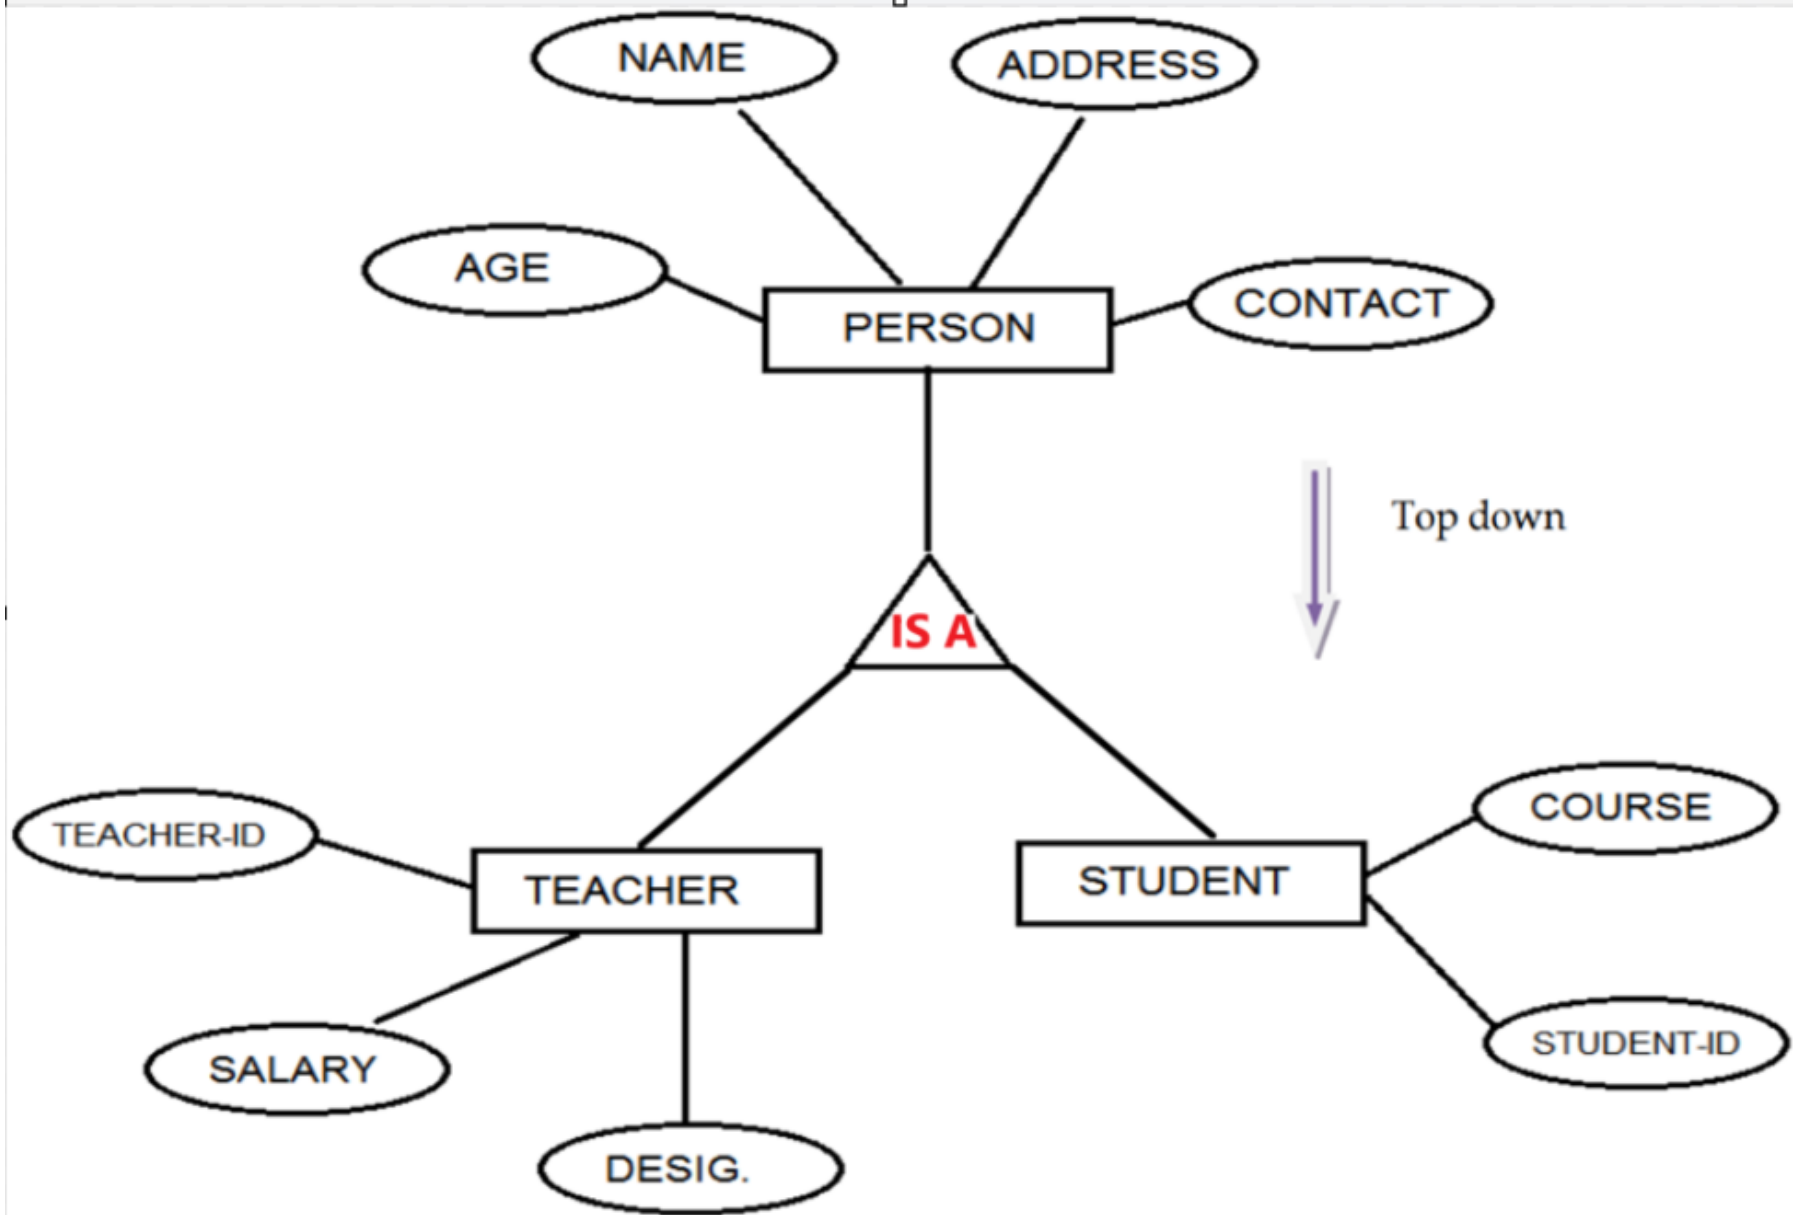 NAME
ADDRESS
AGE
CONTACT
PERSON
Top down
IS A
TEACHER-ID
COURSE
TEACHER
STUDENT
SALARY
STUDENT-ID
DESIG.